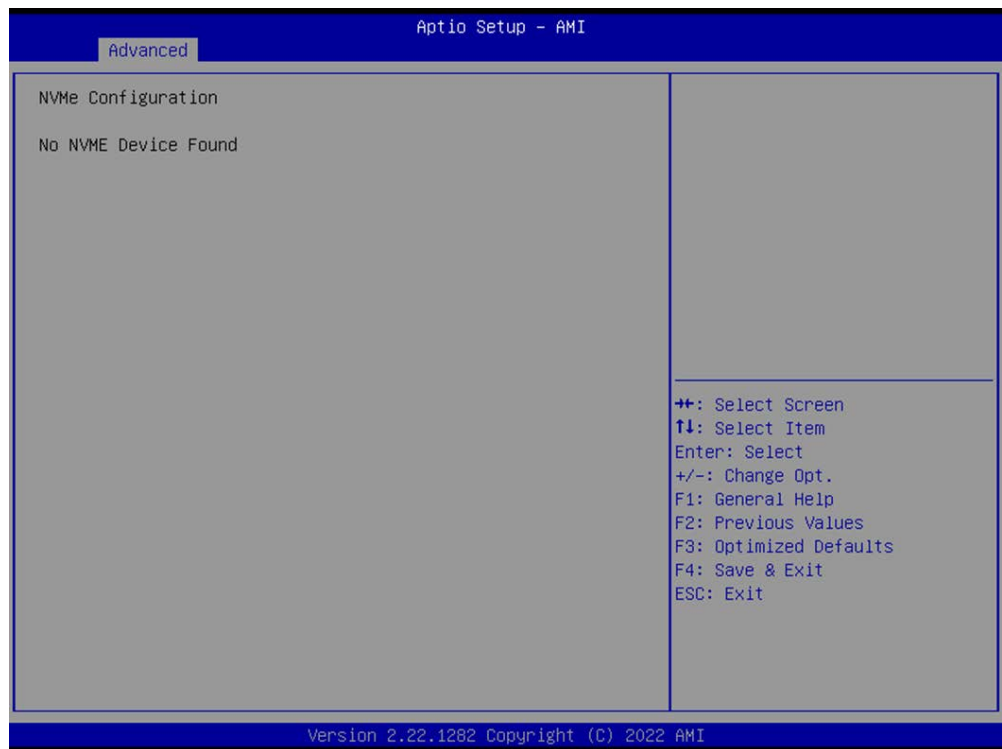 Aptio Setup – AMI
Advanced
NVMe Configuration
No NVME Device Found
→←: Select Screen
↑↓: Select Item
Enter: Select
+/-: Change Opt.
F1: General Help
F2: Previous Values
F3: Optimized Defaults
F4: Save & Exit
ESC: Exit
Version 2.22.1282 Copyright (C) 2022 AMI